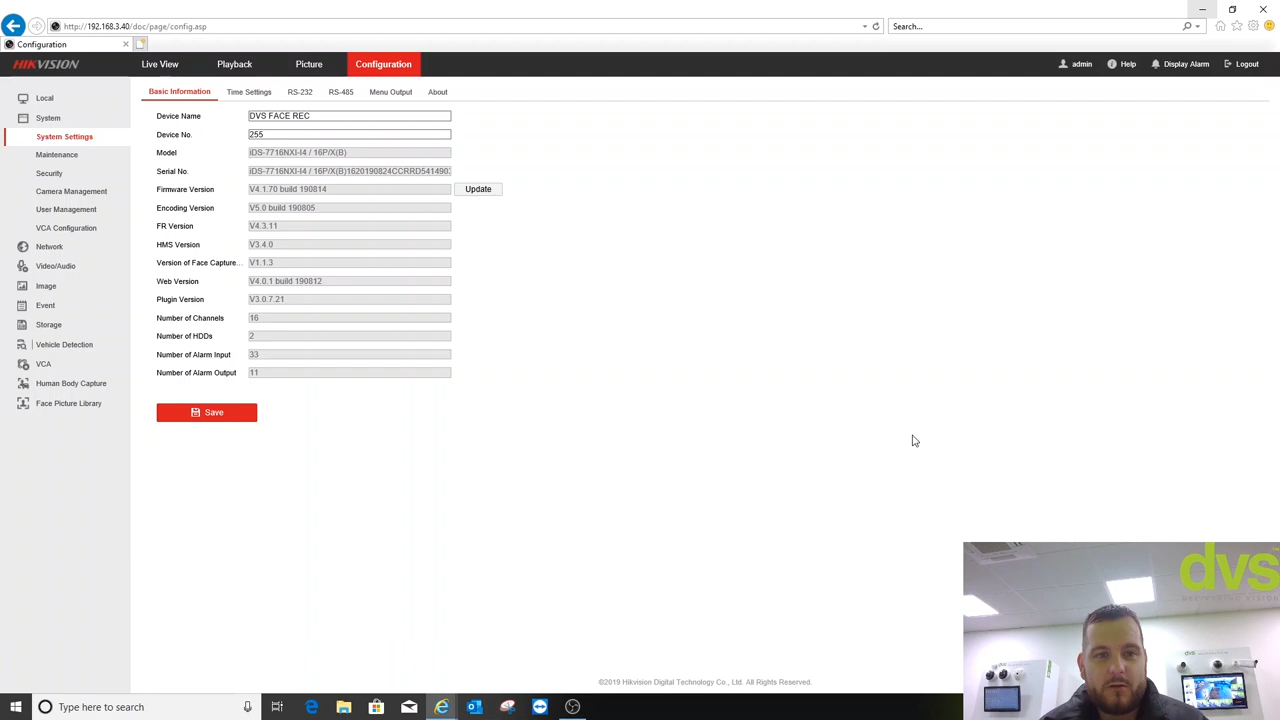 http://192.168.3.40/doc/page/config.asp
Search...
Configuration
HIKVISION
Live View
Playback
Picture
Configuration
admin
Help
Display Alarm
Logout
Local
System
System Settings
Maintenance
Security
Camera Management
User Management
VCA Configuration
Network
Video/Audio
Image
Event
Storage
Vehicle Detection
VCA
Human Body Capture
Face Picture Library
Basic Information
Time Settings
RS-232
RS-485
Menu Output
About
Device Name DVS FACE REC
Device No. 255
Model iDS-7716NXI-I4 / 16P/X(B)
Serial No. iDS-7716NXI-I4 / 16P/X(B)1620190824CCRRD5414903
Firmware Version V4.1.70 build 190814 Update
Encoding Version V5.0 build 190805
FR Version V4.3.11
HMS Version V3.4.0
Version of Face Capture... V1.1.3
Web Version V4.0.1 build 190812
Plugin Version V3.0.7.21
Number of Channels 16
Number of HDDs 2
Number of Alarm Input 33
Number of Alarm Output 11
Save
©2019 Hikvision Digital Technology Co., Ltd. All Rights Reserved.
dvs
dvs
Type here to search